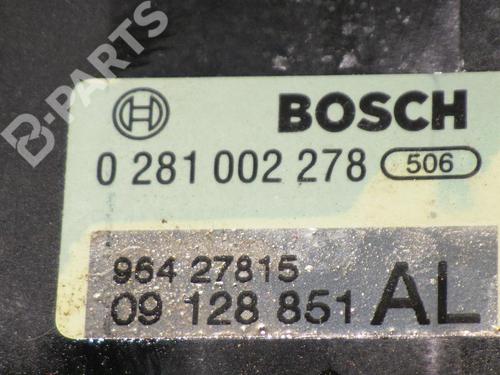 B-PARTS
BOSCH
0 281 002 278 506
964 27815
09 128 851 AL